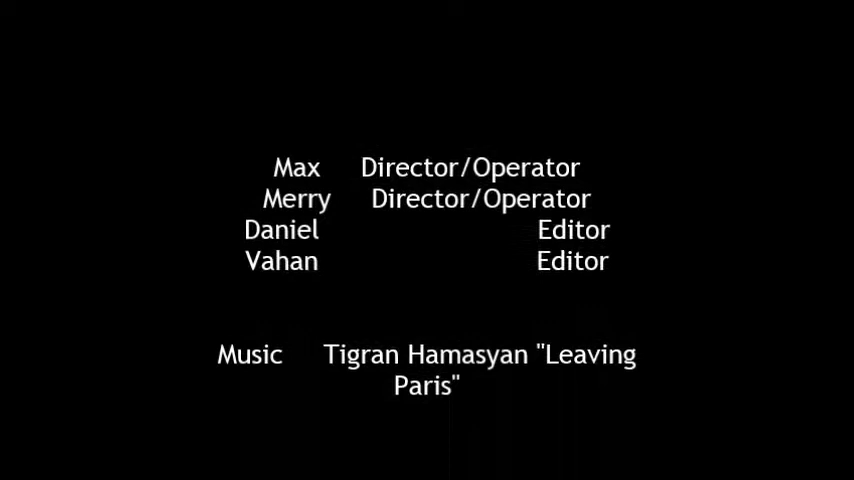 Max Director/Operator
Merry Director/Operator
Daniel Editor
Vahan Editor
Music Tigran Hamasyan "Leaving
Paris"